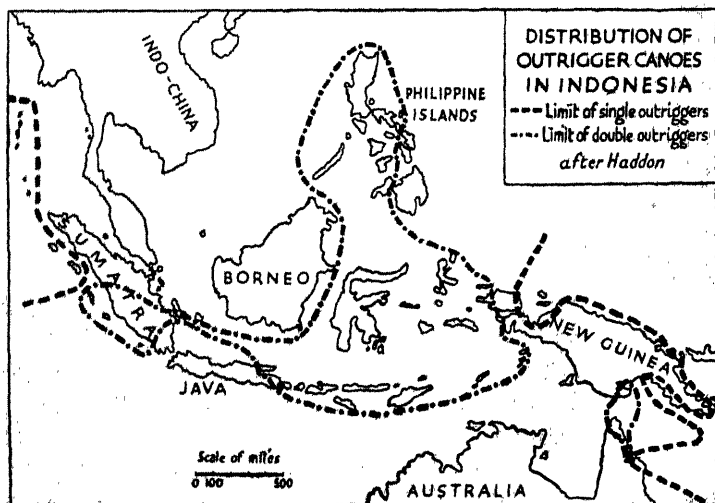 DISTRIBUTION OF
OUTRIGGER CANOES
IN INDONESIA
Limit of single outriggers
Limit of double outriggers
after Haddon
INDO-CHINA
PHILIPPINE
ISLANDS
SUMATRA
BORNEO
NEW GUINEA
JAVA
Scale of miles
0 100 500
AUSTRALIA